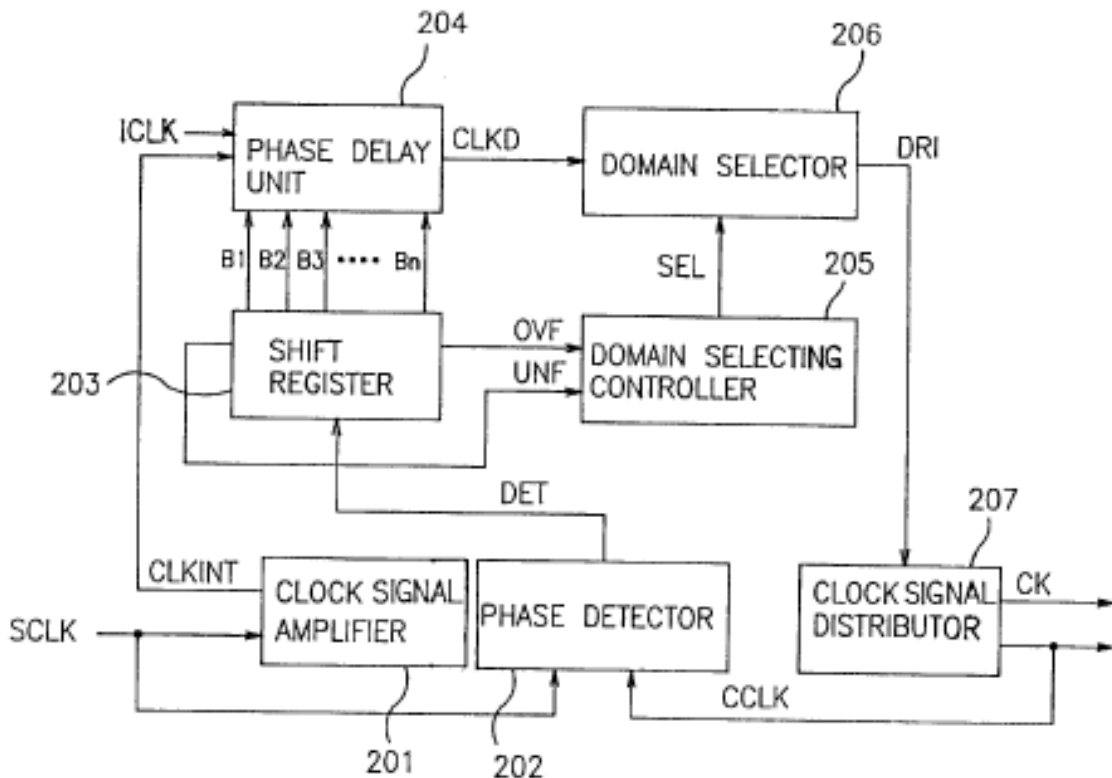 204
206
ICLK
PHASE DELAY
UNIT
CLKD
DOMAIN SELECTOR
DRI
B1 B2 B3 •••• Bn
SEL
205
SHIFT
REGISTER
OVF
UNF
DOMAIN SELECTING
CONTROLLER
203
DET
207
CLKINT
CLOCK SIGNAL
AMPLIFIER
PHASE DETECTOR
CLOCK SIGNAL
DISTRIBUTOR
CK
SCLK
CCLK
201
202